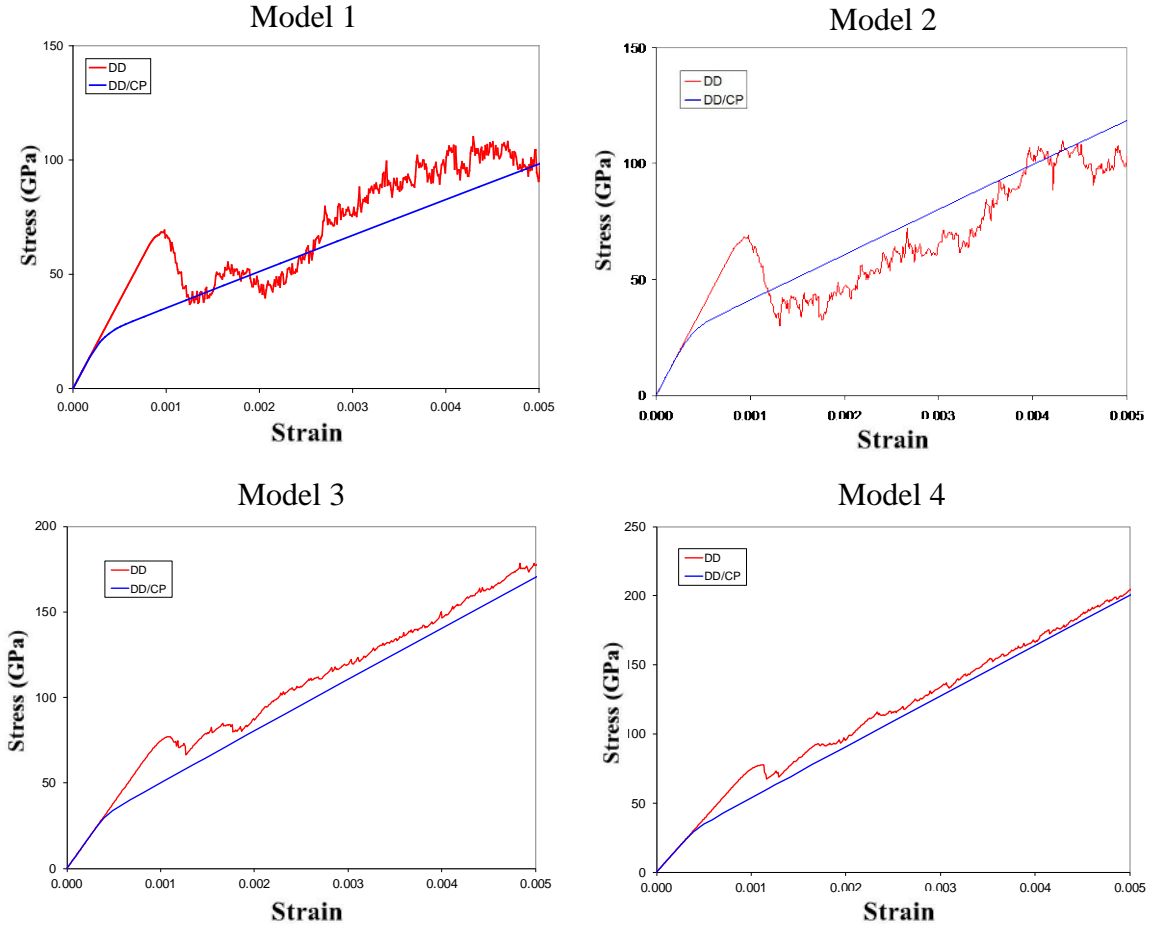 Model 1
150
100
50
0
Stress (GPa)
DD
DD/CP
0.000 0.001 0.002 0.003 0.004 0.005
Strain
Model 2
150
100
50
0
Stress (GPa)
DD
DD/CP
0.000 0.001 0.002 0.003 0.004 0.005
Strain
Model 3
200
150
100
50
0
Stress (GPa)
DD
DD/CP
0.000 0.001 0.002 0.003 0.004 0.005
Strain
Model 4
250
200
150
100
50
0
Stress (GPa)
DD
DD/CP
0.000 0.001 0.002 0.003 0.004 0.005
Strain